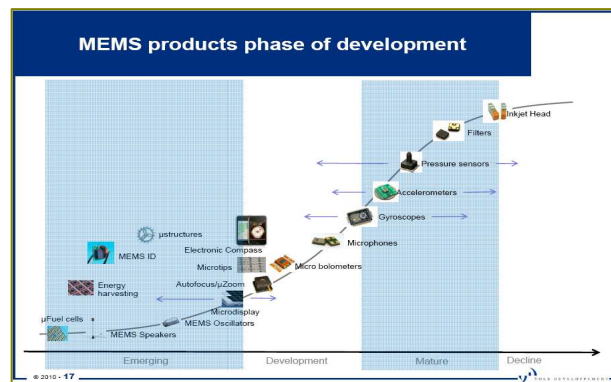 MEMS products phase of development
Inkjet Head
Filters
Pressure sensors
Accelerometers
Gyroscopes
µstructures
Electronic Compass
Microphones
MEMS ID
Microtips
Micro bolometers
Energy
harvesting
Autofocus/µZoom
Microdisplay
µFuel cells
MEMS Oscillators
MEMS Speakers
Emerging
Development
Mature
Decline
© 2010 - 17
YOLE DEVELOPPEMENT